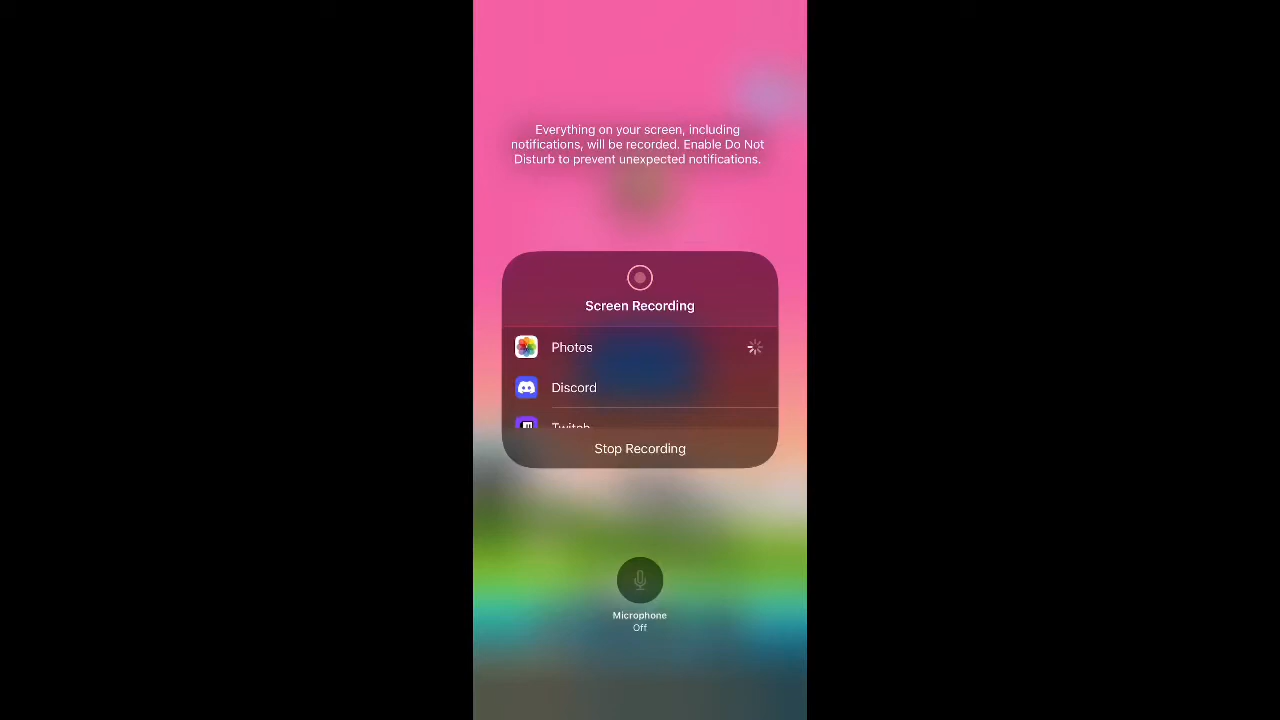 Everything on your screen, including
notifications, will be recorded. Enable Do Not
Disturb to prevent unexpected notifications.
Screen Recording
Photos
Discord
Twitch
Stop Recording
Microphone
Off